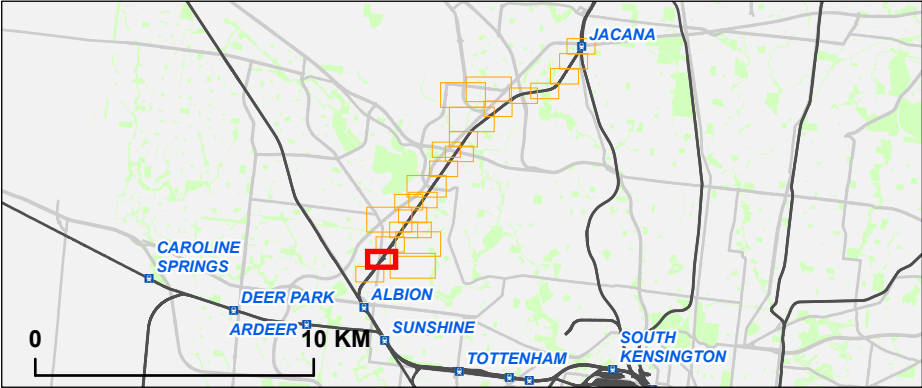 JACANA
CAROLINE
SPRINGS
DEER PARK
ALBION
ARDEER
SUNSHINE
0
10 KM
TOTTENHAM
SOUTH
KENSINGTON